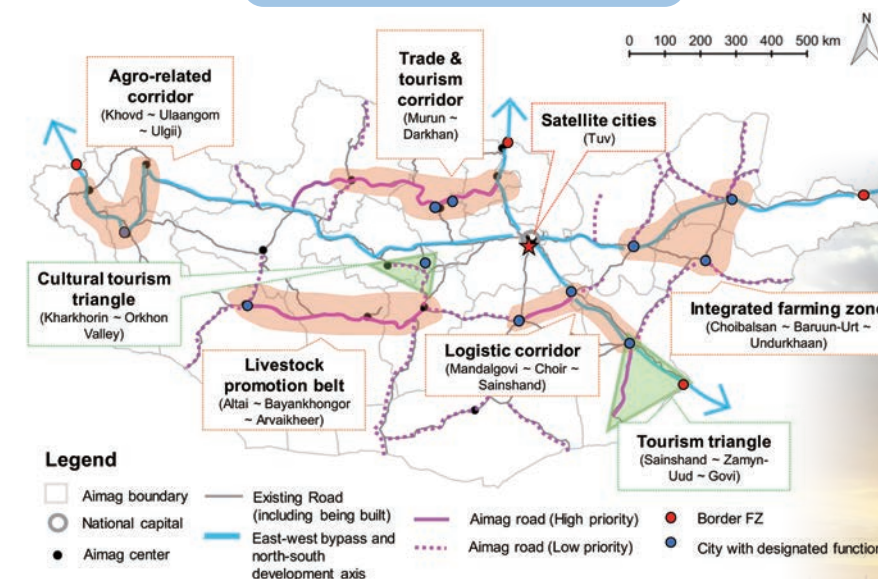 N
0 100 200 300 500 km
Trade &
tourism
corridor
(Murun ~
Darkhan)
Agro-related
corridor
(Khovd ~ Ulaangom
~ Ulgii)
Satellite cities
(Tuv)
Cultural tourism
triangle
(Kharkhorin ~ Orkhon
Valley)
Integrated farming zone
(Choibalsan ~ Baruun-Urt ~
Undurkhaan)
Livestock
promotion belt
(Altai ~ Bayankhongor
~ Arvaikheer)
Logistic corridor
(Mandalgovi ~ Choir ~
Sainshand)
Tourism triangle
(Sainshand ~ Zamyn-
Uud ~ Govi)
Legend
Aimag boundary
National capital
Aimag center
Existing Road
(including being built)
East-west bypass and
north-south
development axis
Aimag road (High priority)
Aimag road (Low priority)
Border FZ
City with designated function